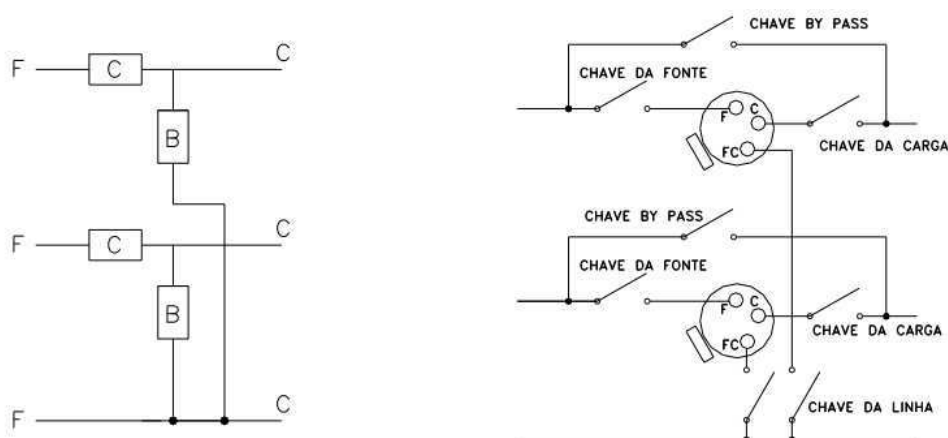 F
C
C
B
F
C
C
B
F
C
CHAVE BY PASS
CHAVE DA FONTE
F
C
FC
CHAVE DA CARGA
CHAVE BY PASS
CHAVE DA FONTE
F
C
FC
CHAVE DA CARGA
CHAVE DA LINHA